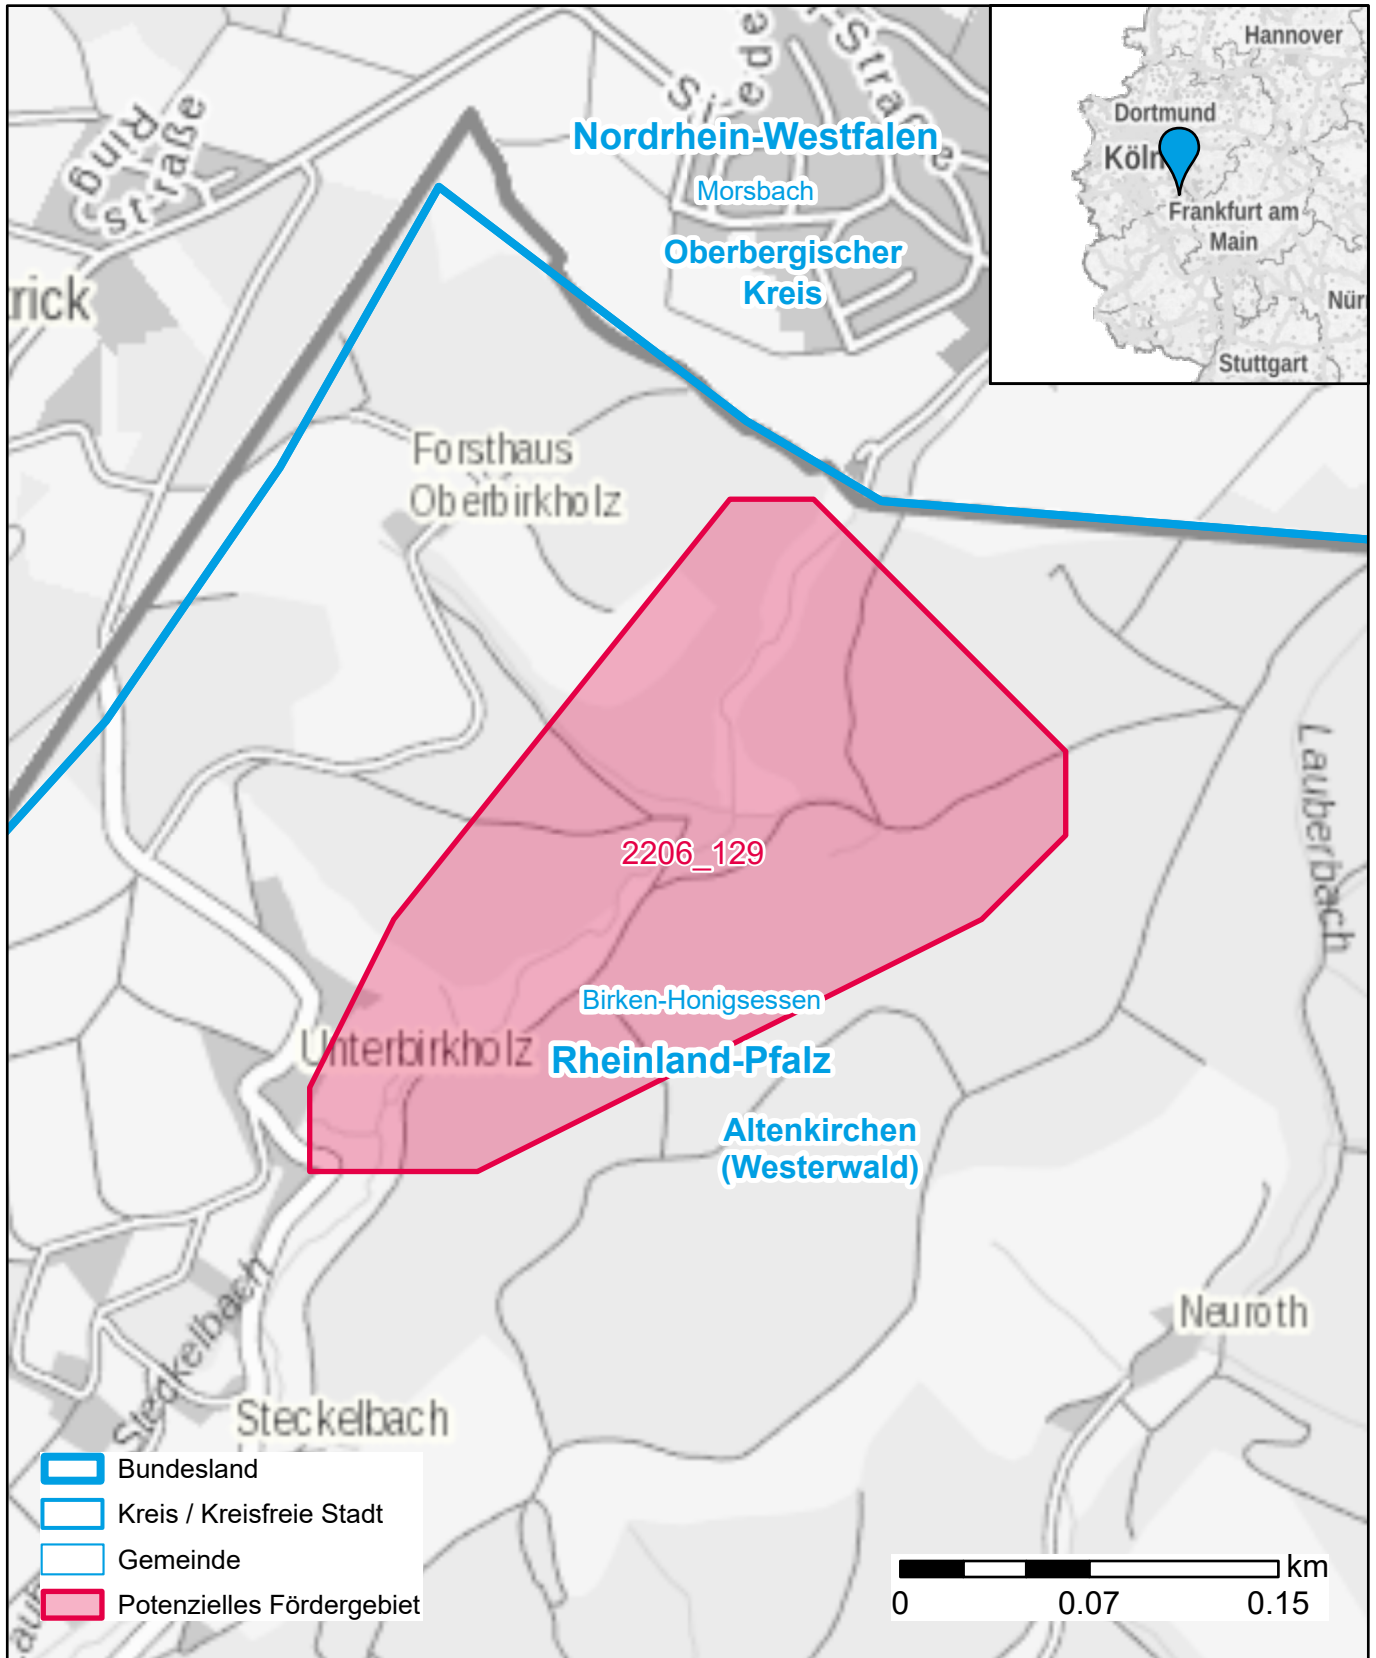 Hannover
Dortmund
Köln
Frankfurt am
Main
Nür
Stuttgart
Ring-
st-raße
Nordrhein-Westfalen
Morsbach
Oberbergischer
Kreis
Forsthaus
Oberbirkholz
Lauberbach
2206_129
Birken-Honigsessen
Unterbirkholz
Rheinland-Pfalz
Altenkirchen
(Westerwald)
Neuroth
Steckelbach
Steckelbach
Bundesland
Kreis / Kreisfreie Stadt
Gemeinde
Potenzielles Fördergebiet
km
0 0.07 0.15